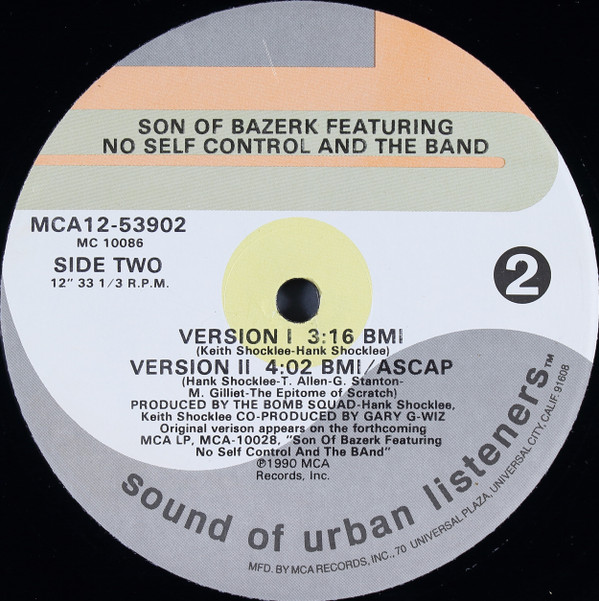 SON OF BAZERK FEATURING
NO SELF CONTROL AND THE BAND
MCA12-53902
MC 10086
SIDE TWO
12" 33 1/3 R.P.M.
2
VERSION I 3:16 BMI
(Keith Shocklee-Hank Shocklee)
VERSION II 4:02 BMI/ASCAP
(Hank Shocklee-T. Allen-G. Stanton-
M. Gilliet-The Epitome of Scratch)
PRODUCED BY THE BOMB SQUAD-Hank Shocklee,
Keith Shocklee CO-PRODUCED BY GARY G-WIZ
Original verison appears on the forthcoming
MCA LP, MCA-10028, "Son Of Bazerk Featuring
No Self Control And The BAnd"
℗1990 MCA
Records, Inc.
sound of urban listeners™
MFD. BY MCA RECORDS, INC., 70 UNIVERSAL PLAZA, UNIVERSAL CITY, CALIF. 91608